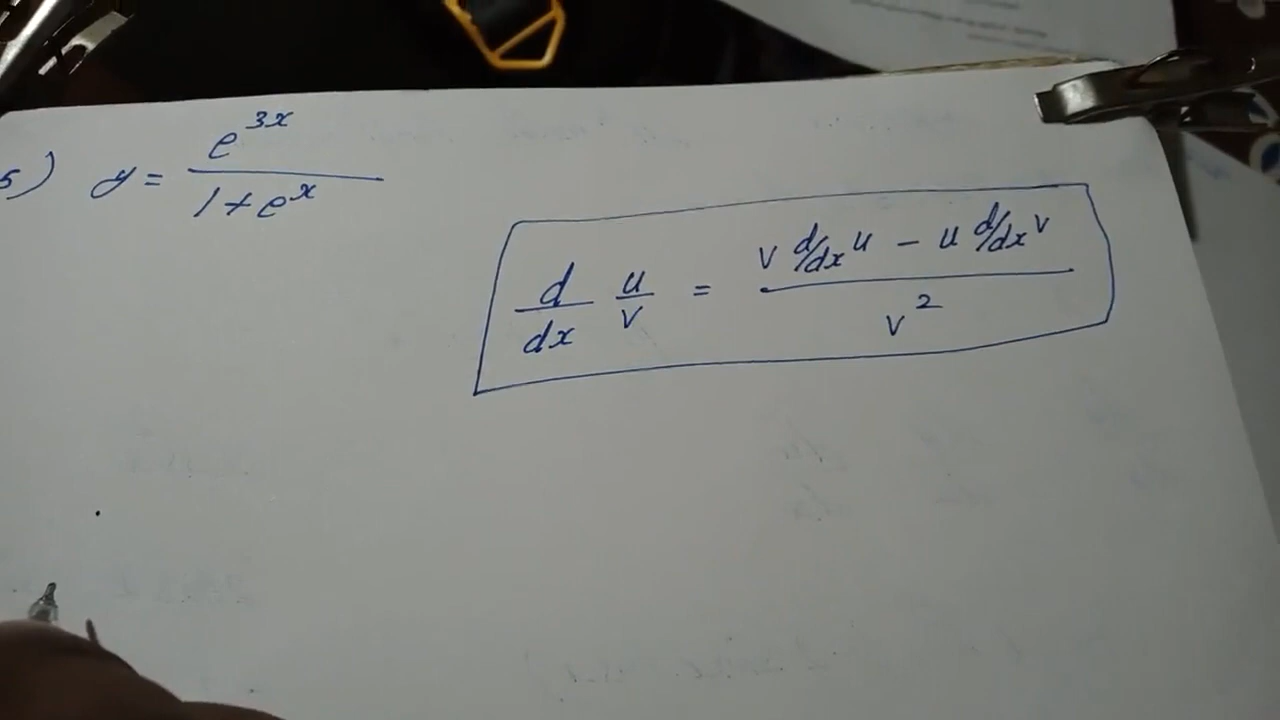 5) y = e^{3x} / (1 + e^x)
d/dx u/v = (v d/dx u - u d/dx v) / v^2